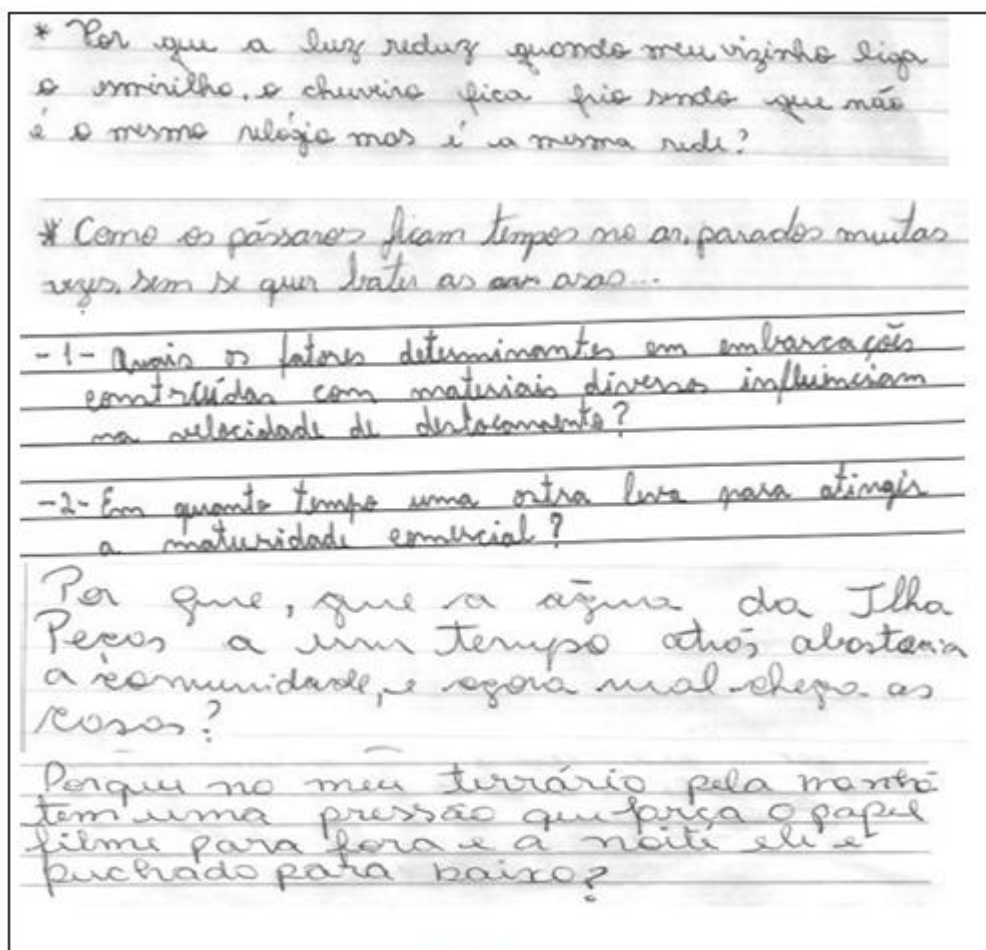 * Por que a luz reduz quando meu vizinho liga
o esmirilho, o chuveiro fica frio sendo que não
é o mesmo relógio mas é a mesma rede?
* Como os pássaros ficam tempos no ar, parados muitas
vezes, sem se quer bater as asas...
-1- Quais os fatores determinantes em embarcações
construídas com materiais diversos influenciam
na velocidade de deslocamento?
-2- Em quanto tempo uma ostra leva para atingir
a maturidade comercial?
Por que, que a água da Ilha
Peças a um tempo atrás abastecia
a comunidade, e agora mal chega as
casas?
Porque no meu terrário pela manhã
tem uma pressão que força o papel
filme para fora e a noite ele é
puchado para baixo?